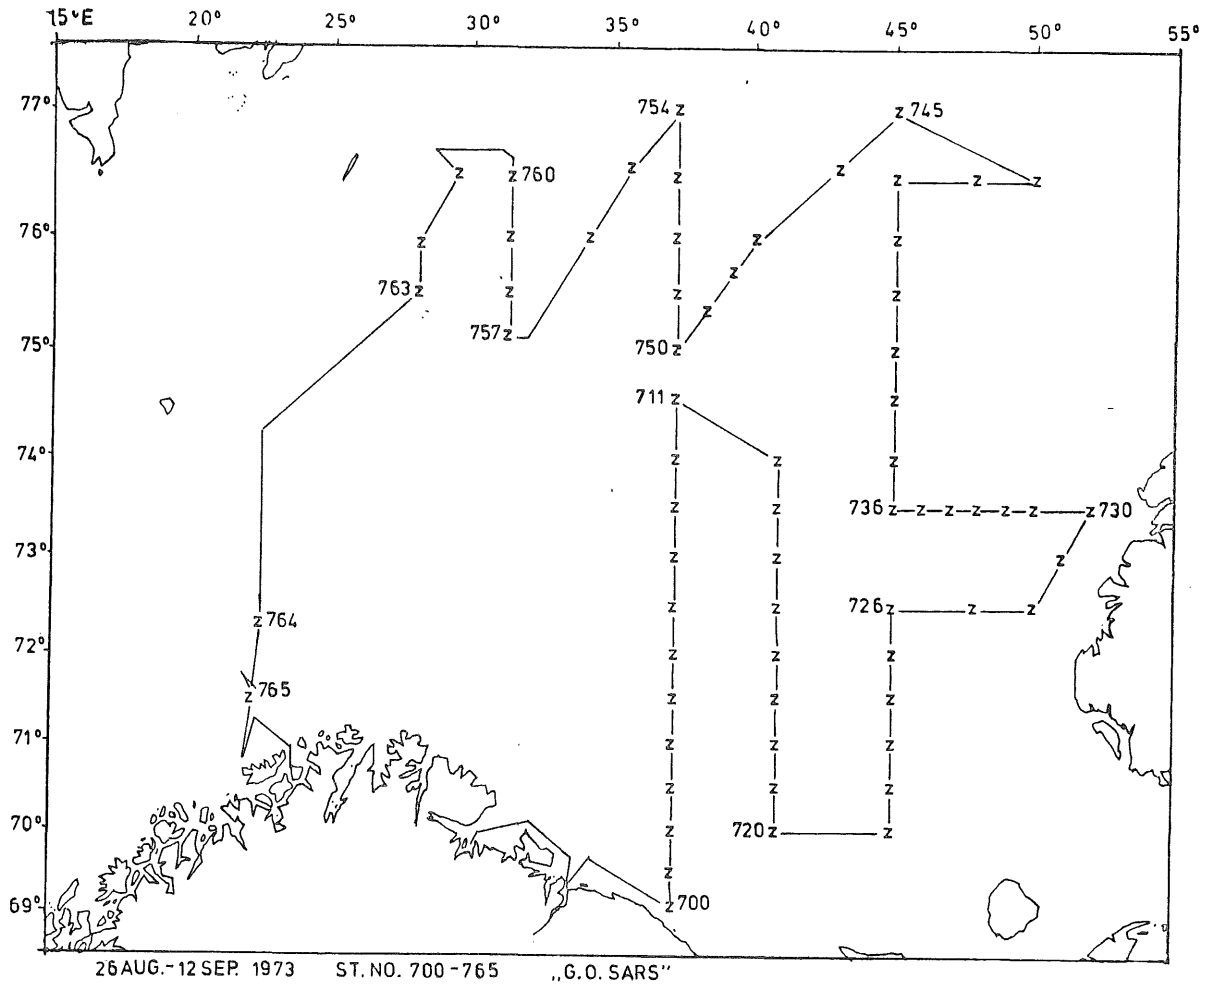 15°E 20° 25° 30° 35° 40° 45° 50° 55°
77°
754 Z Z 745
Z Z Z
Z Z 760 Z Z Z Z
76°
Z Z Z Z Z Z
Z
763 Z Z Z Z
Z
757 Z
75°
750 Z Z
711 Z Z
74°
Z Z Z
Z Z 736 Z Z Z Z Z Z Z 730
73°
Z Z Z
Z Z 726 Z Z Z
Z 764
72°
Z Z Z
Z 765 Z Z Z
71°
Z Z Z
Z Z Z
70°
Z 720 Z Z
Z
69°
Z 700
26 AUG.-12 SEP. 1973 ST. NO. 700-765 „G.O. SARS”